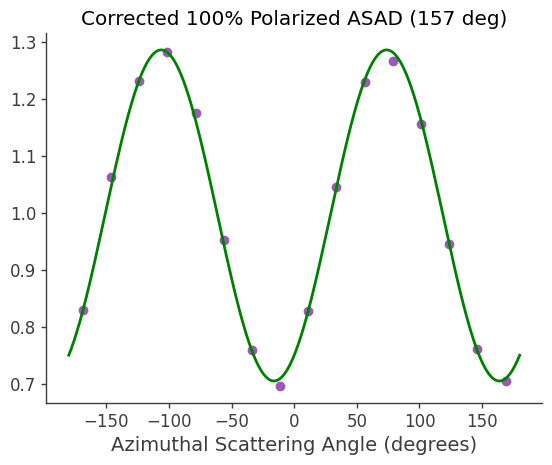 Corrected 100% Polarized ASAD (157 deg)
1.3
1.2
1.1
1.0
0.9
0.8
0.7
−150 −100 −50 0 50 100 150
Azimuthal Scattering Angle (degrees)